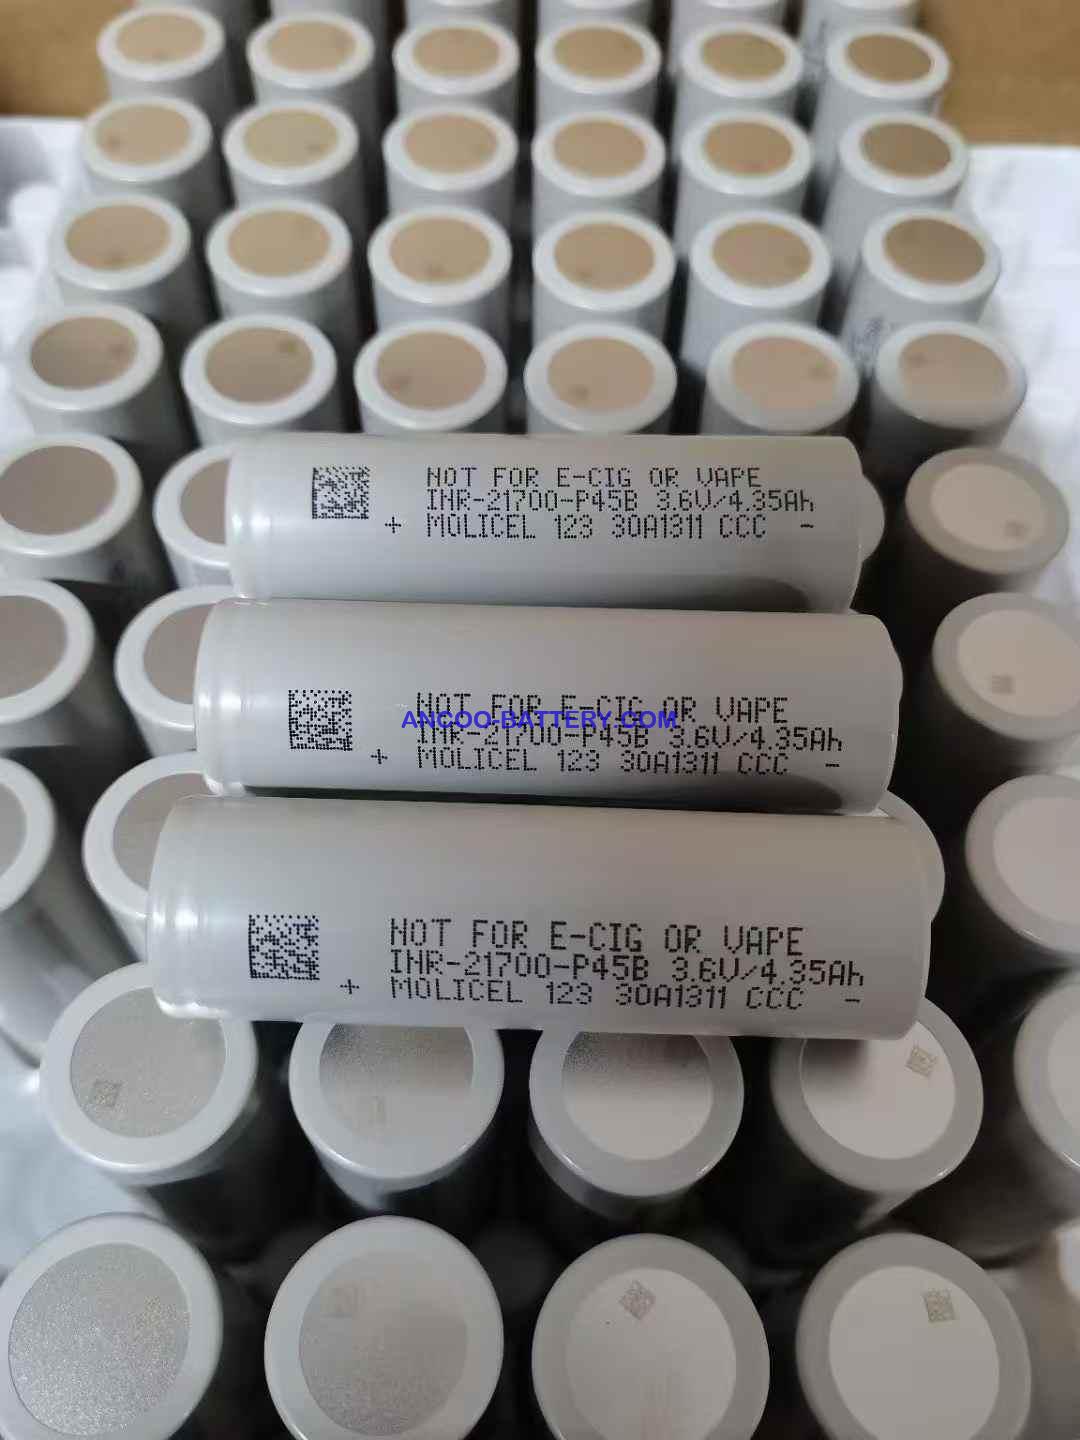 NOT FOR E-CIG OR VAPE
INR-21700-P45B 3.6V/4.35Ah
+ MOLICEL 123 30A1311 CCC -
NOT FOR E-CIG OR VAPE
ANCOO-BATTERY.COM
INR-21700-P45B 3.6V/4.35Ah
+ MOLICEL 123 30A1311 CCC -
NOT FOR E-CIG OR VAPE
INR-21700-P45B 3.6V/4.35Ah
+ MOLICEL 123 30A1311 CCC -